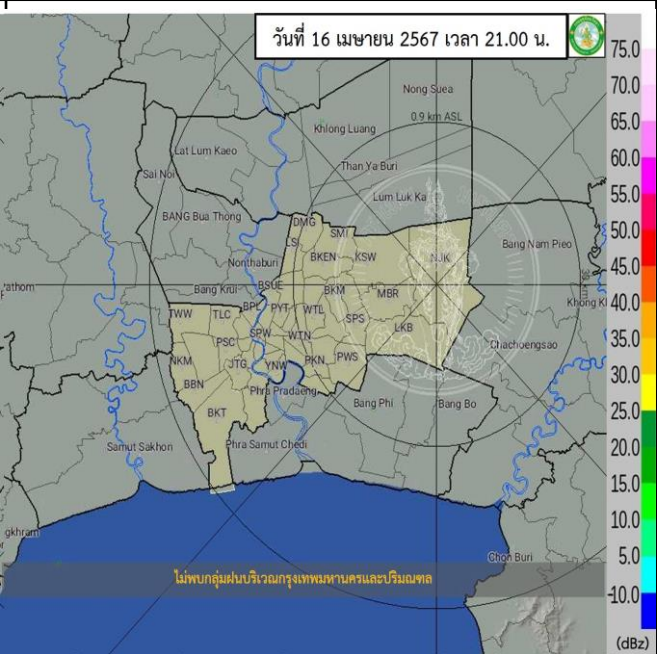 วันที่ 16 เมษายน 2567 เวลา 21.00 น.
75.0
70.0
65.0
60.0
55.0
50.0
45.0
40.0
35.0
30.0
25.0
20.0
15.0
10.0
5.0
-10.0
(dBz)
Nong Suea
0.9 km ASL
Khlong Luang
Lat Lum Kaeo
Than Ya Buri
Sai Noi
Lum Luk Ka
BANG Bua Thong
DMG
SMI
LSI
Bang Nam Pieo
Nonthaburi
BKEN
KSW
NJK
Bang Krui
BSUE
BKM
MBR
38 km
TWW
TLC
BPL
PYT
WTL
SPS
LKB
PSC
SPW
WTN
Chachoengsao
NKM
JTG
YNW
PKN
PWS
BBN
Phra Pradaeng
BKT
Bang Phi
Bang Bo
Samut Sakhon
Phra Samut Chedi
gkhram
Chon Buri
ไม่พบกลุ่มฝนบริเวณกรุงเทพมหานครและปริมณฑล